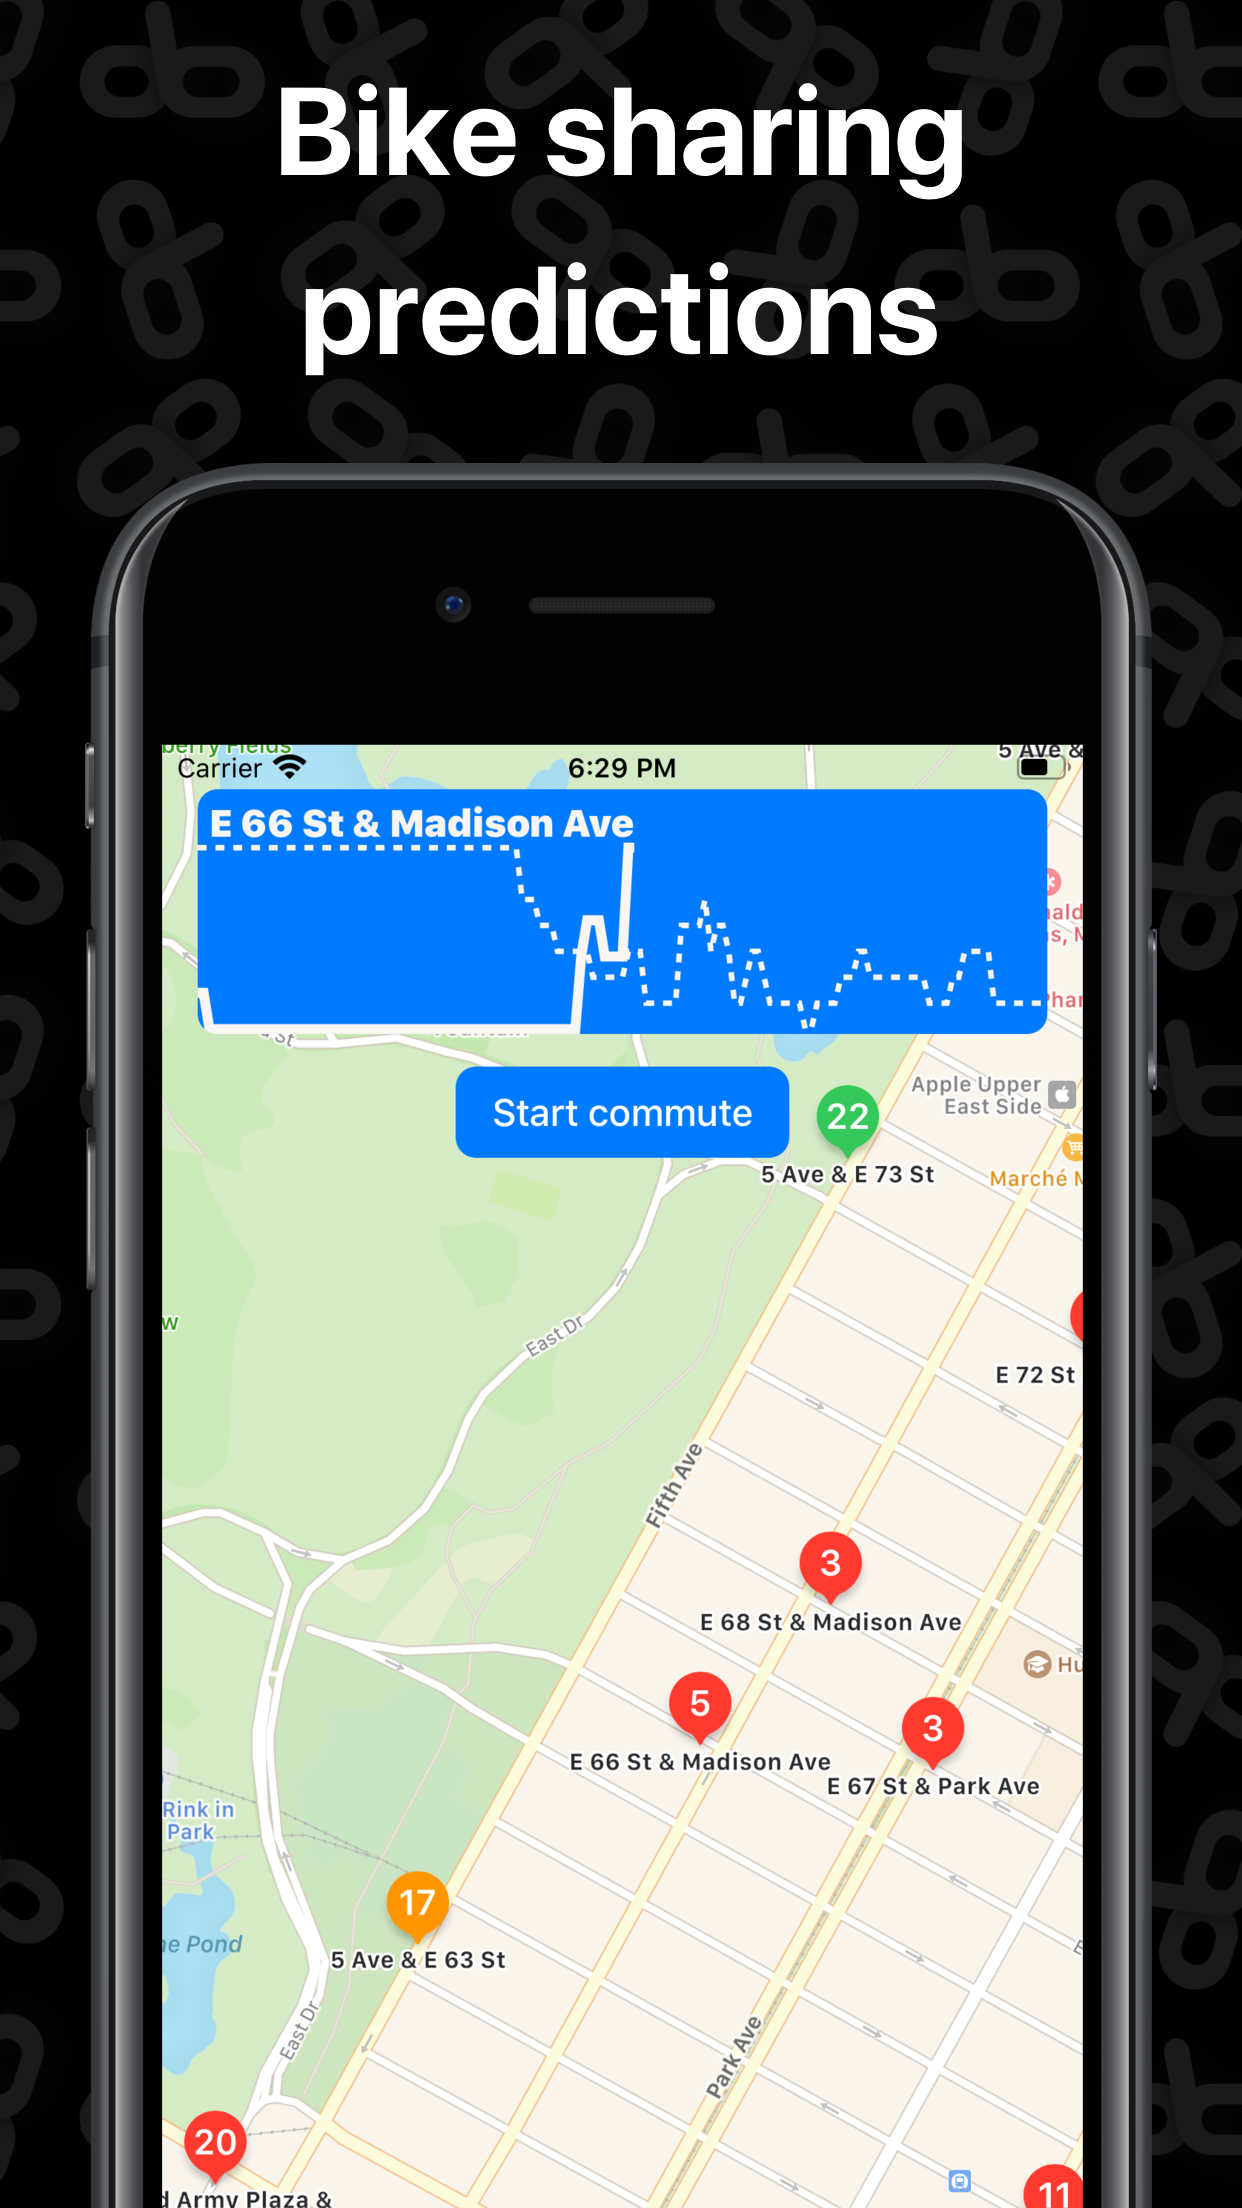 Bike sharing
predictions
Carrier
6:29 PM
5 Ave &
E 66 St & Madison Ave
Start commute
22
5 Ave & E 73 St
Apple Upper
East Side
Marché
East Dr
E 72 St
Fifth Ave
3
E 68 St & Madison Ave
5
E 66 St & Madison Ave
3
E 67 St & Park Ave
Rink in
Park
17
5 Ave & E 63 St
Pond
East Dr
Park Ave
20
Army Plaza &
11